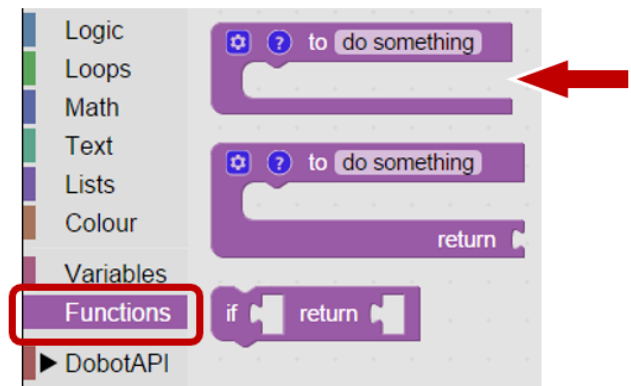 Logic
Loops
Math
Text
Lists
Colour
Variables
Functions
DobotAPI
? to do something
? to do something
return
if return